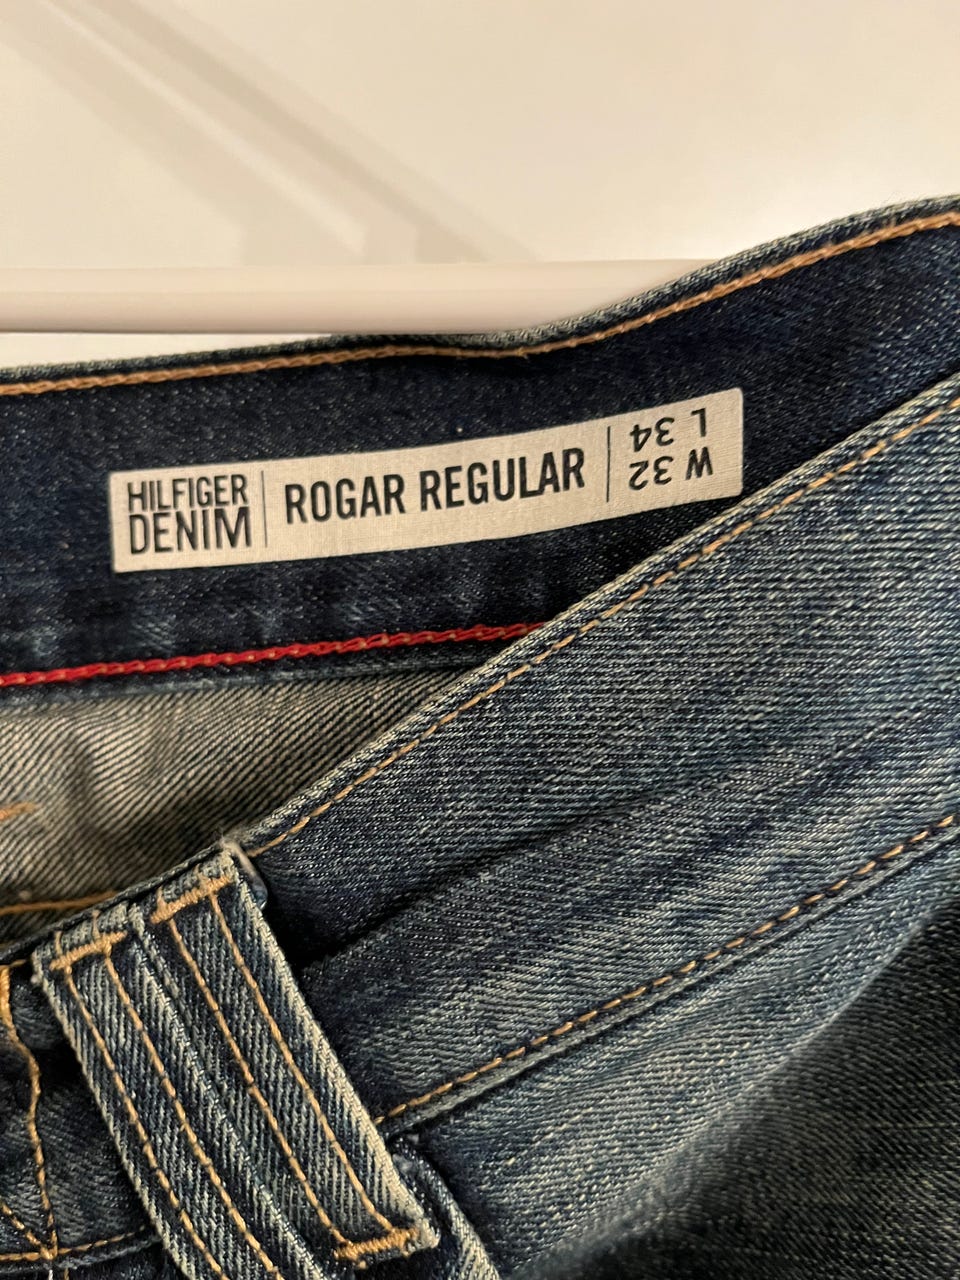 HILFIGER
DENIM
ROGAR REGULAR
W 32
L 34